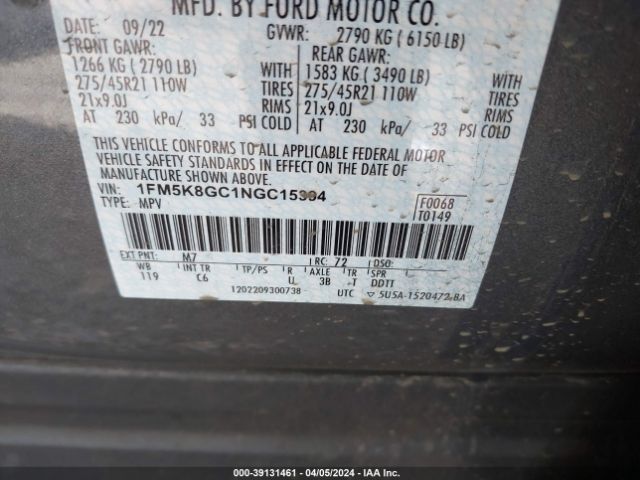 MFD. BY FORD MOTOR CO.
DATE: 09/22 GVWR: 2790 KG ( 6150 LB)
FRONT GAWR: REAR GAWR:
1266 KG ( 2790 LB) WITH 1583 KG ( 3490 LB) WITH
275/45R21 110W TIRES 275/45R21 110W TIRES
21x9.0J RIMS 21x9.0J RIMS
AT 230 kPa/ 33 PSI COLD AT 230 kPa/ 33 PSI COLD
THIS VEHICLE CONFORMS TO ALL APPLICABLE FEDERAL MOTOR
VEHICLE SAFETY STANDARDS IN EFFECT ON THE DATE OF
MANUFACTURE SHOWN ABOVE.
VIN: 1FM5K8GC1NGC15394 F0068
TYPE: MPV T0149
EXT PNT: M7 RC: 72 DSO:
WB INT TR TP/PS R AXLE TR SPR
119 C6 U 3B T DDTT
1202209300738 UTC ▽ 5U5A-1520472-BA
000-39131461 - 04/05/2024 - IAA Inc.